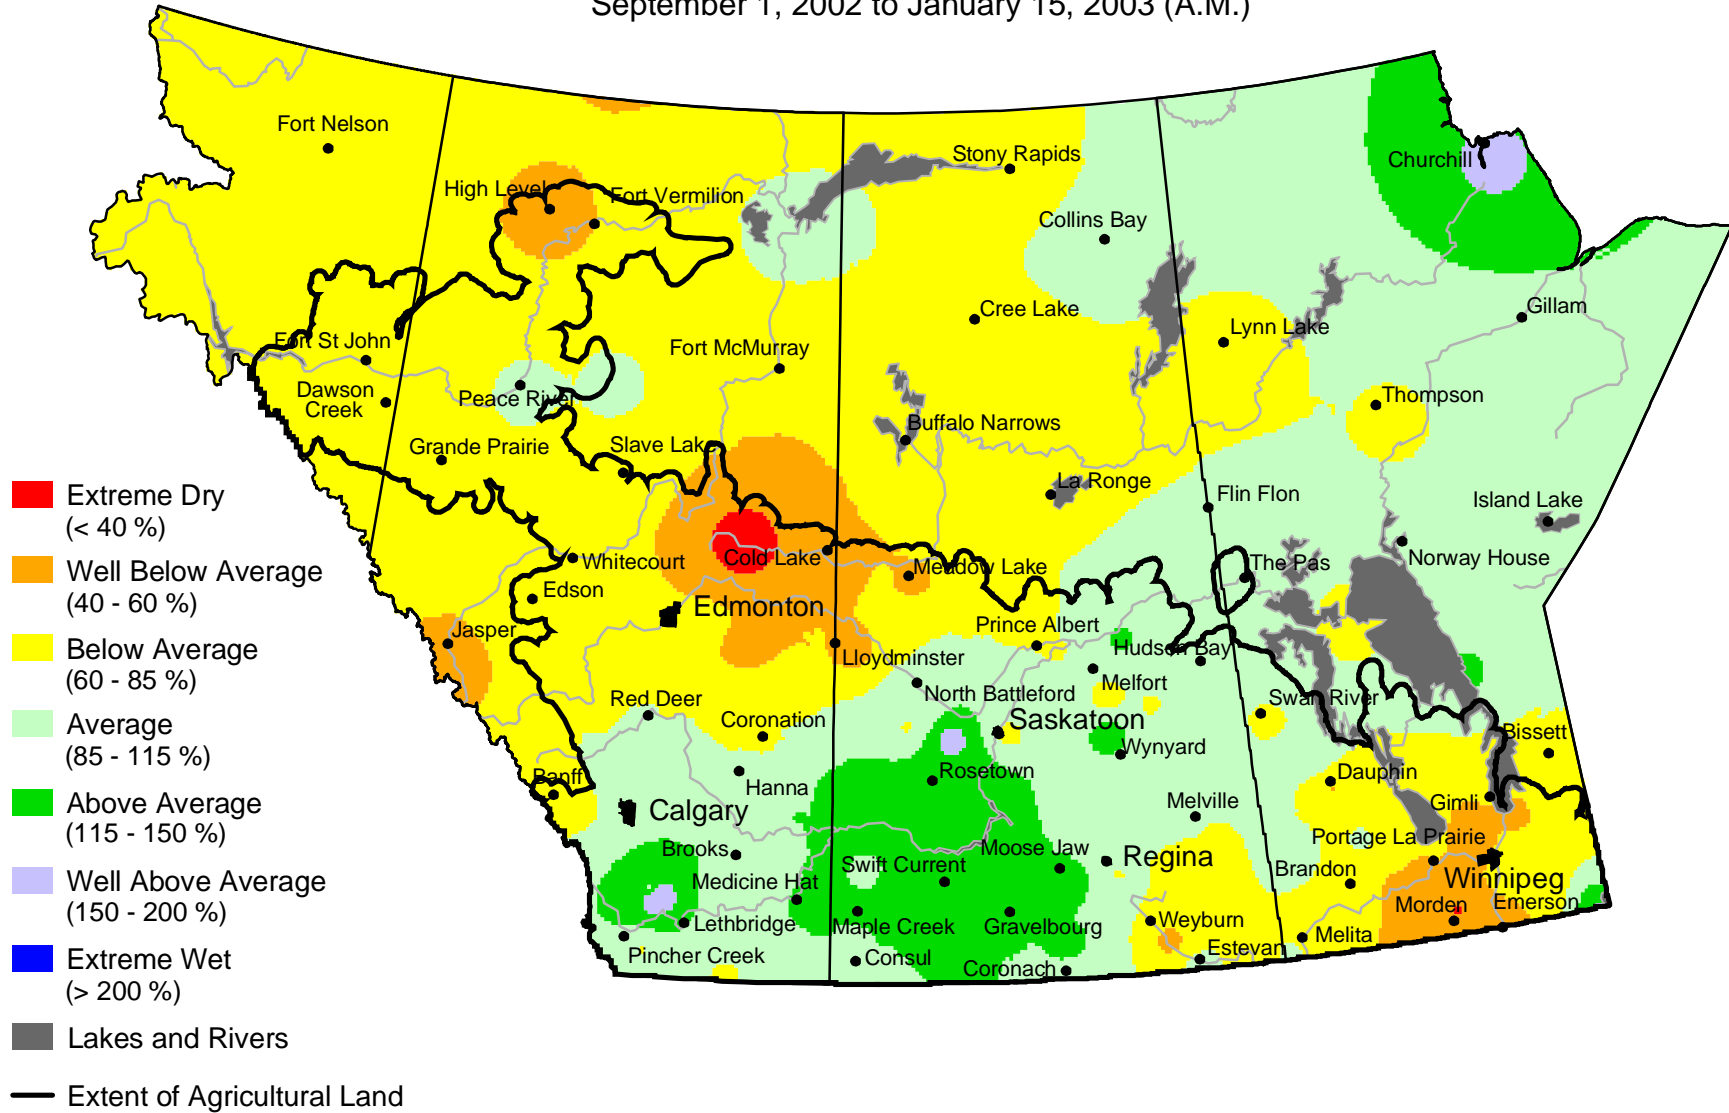 September 1, 2002 to January 15, 2003 (A.M.)
Fort Nelson
Stony Rapids
Churchill
High Level
Fort Vermilion
Collins Bay
Cree Lake
Gillam
Lynn Lake
Fort St John
Fort McMurray
Dawson
Creek
Peace River
Thompson
Buffalo Narrows
Grande Prairie
Slave Lake
La Ronge
Flin Flon
Island Lake
Whitecourt
Cold Lake
Meadow Lake
The Pas
Norway House
Edson
Edmonton
Jasper
Prince Albert
Hudson Bay
Lloydminster
Melfort
North Battleford
Red Deer
Swan River
Coronation
Saskatoon
Wynyard
Bissett
Banff
Hanna
Rosetown
Dauphin
Calgary
Melville
Gimli
Portage La Prairie
Brooks
Swift Current
Moose Jaw
Regina
Brandon
Winnipeg
Medicine Hat
Morden
Emerson
Lethbridge
Maple Creek
Gravelbourg
Weyburn
Melita
Pincher Creek
Consul
Coronach
Estevan
Extreme Dry
(< 40 %)
Well Below Average
(40 - 60 %)
Below Average
(60 - 85 %)
Average
(85 - 115 %)
Above Average
(115 - 150 %)
Well Above Average
(150 - 200 %)
Extreme Wet
(> 200 %)
Lakes and Rivers
Extent of Agricultural Land